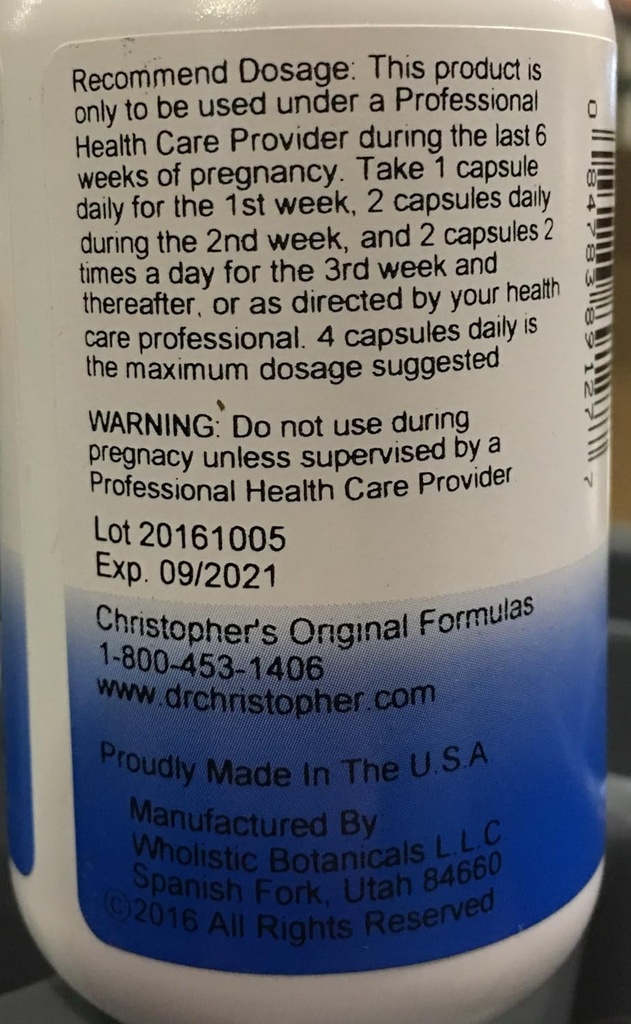 Recommend Dosage: This product is
only to be used under a Professional
Health Care Provider during the last 6
weeks of pregnancy. Take 1 capsule
daily for the 1st week, 2 capsules daily
during the 2nd week, and 2 capsules 2
times a day for the 3rd week and
thereafter, or as directed by your health
care professional. 4 capsules daily is
the maximum dosage suggested
WARNING: Do not use during
pregnacy unless supervised by a
Professional Health Care Provider
Lot 20161005
Exp. 09/2021
Christopher's Original Formulas
1-800-453-1406
www.drchristopher.com
Proudly Made In The U.S.A
Manufactured By
Wholistic Botanicals L.L.C
Spanish Fork, Utah 84660
©2016 All Rights Reserved
0 84783 89127 7